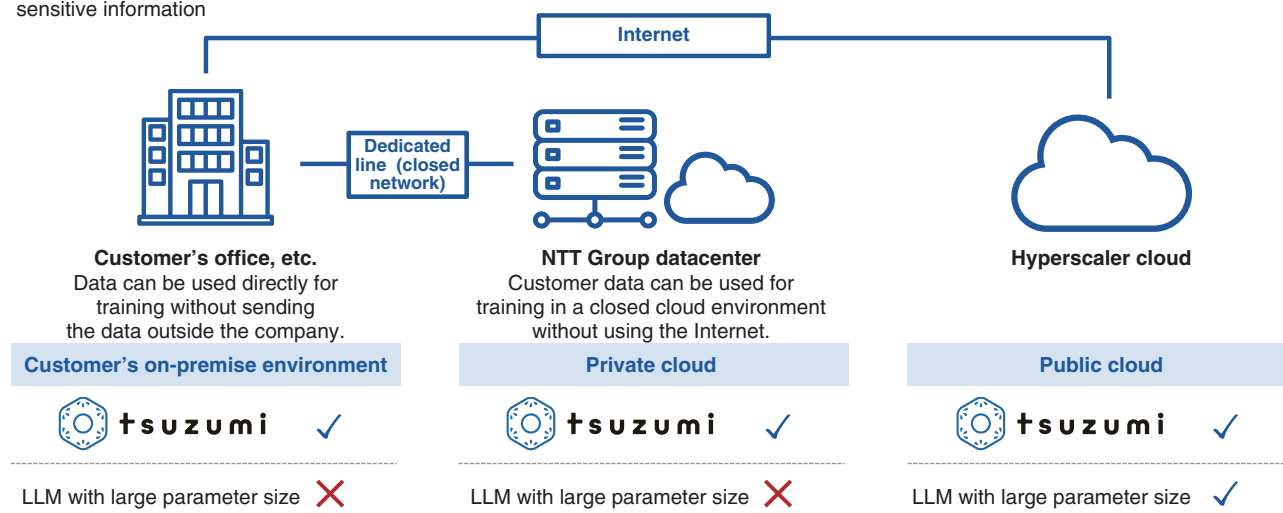 sensitive information
Internet
Dedicated
line (closed
network)
Customer's office, etc.
Data can be used directly for
training without sending
the data outside the company.
NTT Group datacenter
Customer data can be used for
training in a closed cloud environment
without using the Internet.
Hyperscaler cloud
Customer's on-premise environment
Private cloud
Public cloud
tsuzumi ✓
tsuzumi ✓
tsuzumi ✓
LLM with large parameter size ✕
LLM with large parameter size ✕
LLM with large parameter size ✓